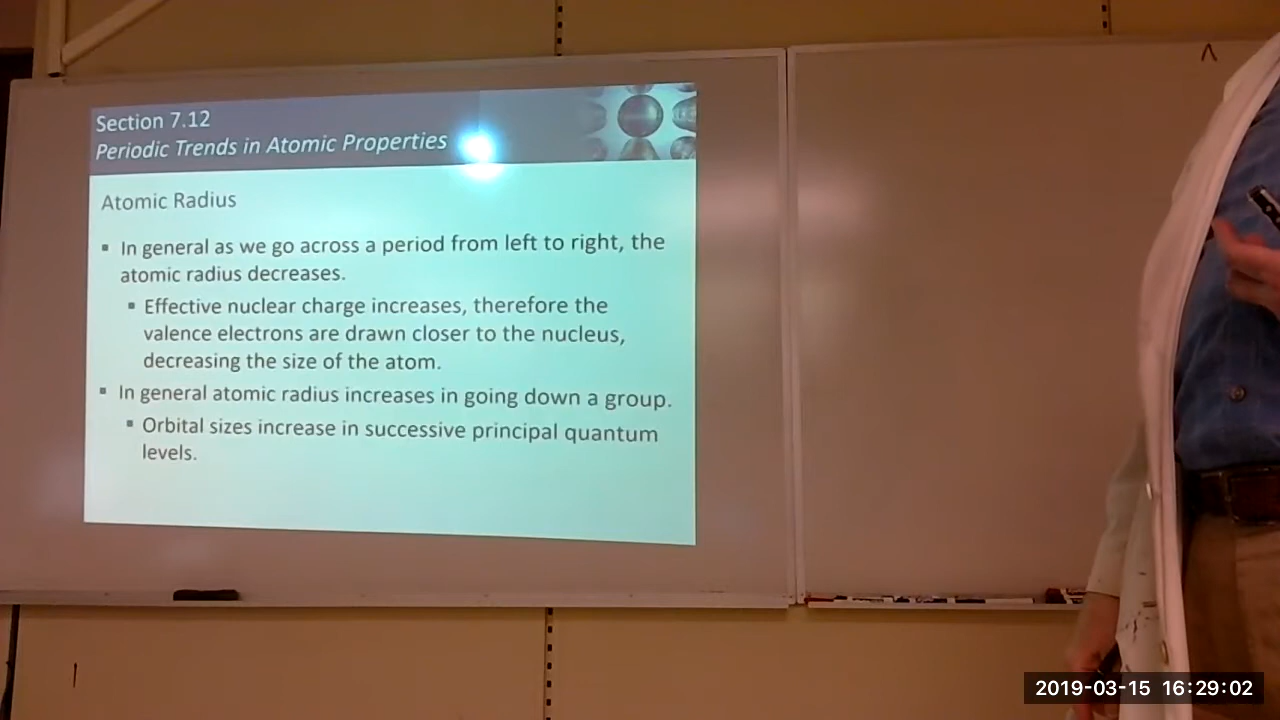 Section 7.12
Periodic Trends in Atomic Properties
Atomic Radius
▪ In general as we go across a period from left to right, the
atomic radius decreases.
▪ Effective nuclear charge increases, therefore the
valence electrons are drawn closer to the nucleus,
decreasing the size of the atom.
▪ In general atomic radius increases in going down a group.
▪ Orbital sizes increase in successive principal quantum
levels.
2019-03-15 16:29:02